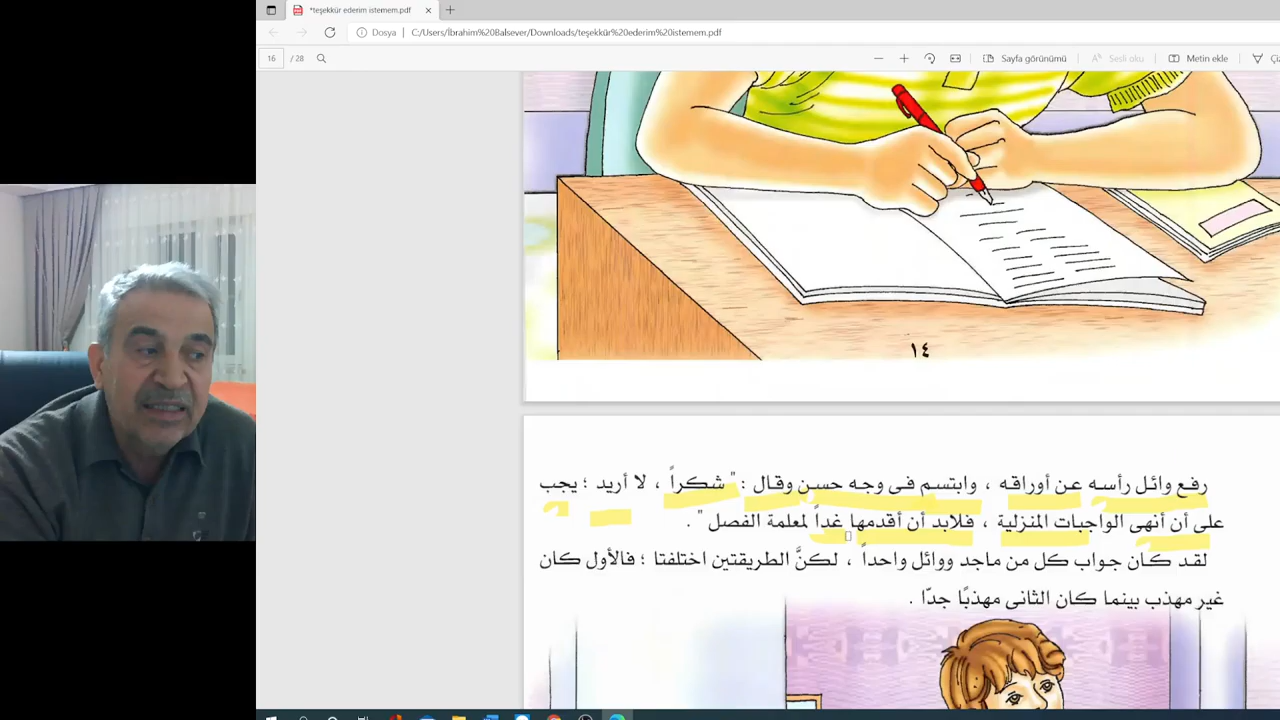 *teşekkür ederim istemem.pdf
Dosya | C:/Users/İbrahim%20Balsever/Downloads/teşekkür%20ederim%20istemem.pdf
16 / 28
Sayfa görünümü
Sesli oku
Metin ekle
١٤
رفع وائل رأسه عن أوراقه ، وابتسم فى وجه حسن وقال : " شكراً ، لا أريد ؛ يجب
على أن أنهى الواجبات المنزلية ، فلابد أن أقدمها غداً لمعلمة الفصل " .
لقد كان جواب كل من ماجد ووائل واحداً ، لكنَّ الطريقتين اختلفتا ؛ فالأول كان
غير مهذب بينما كان الثانى مهذبًا جدّا .